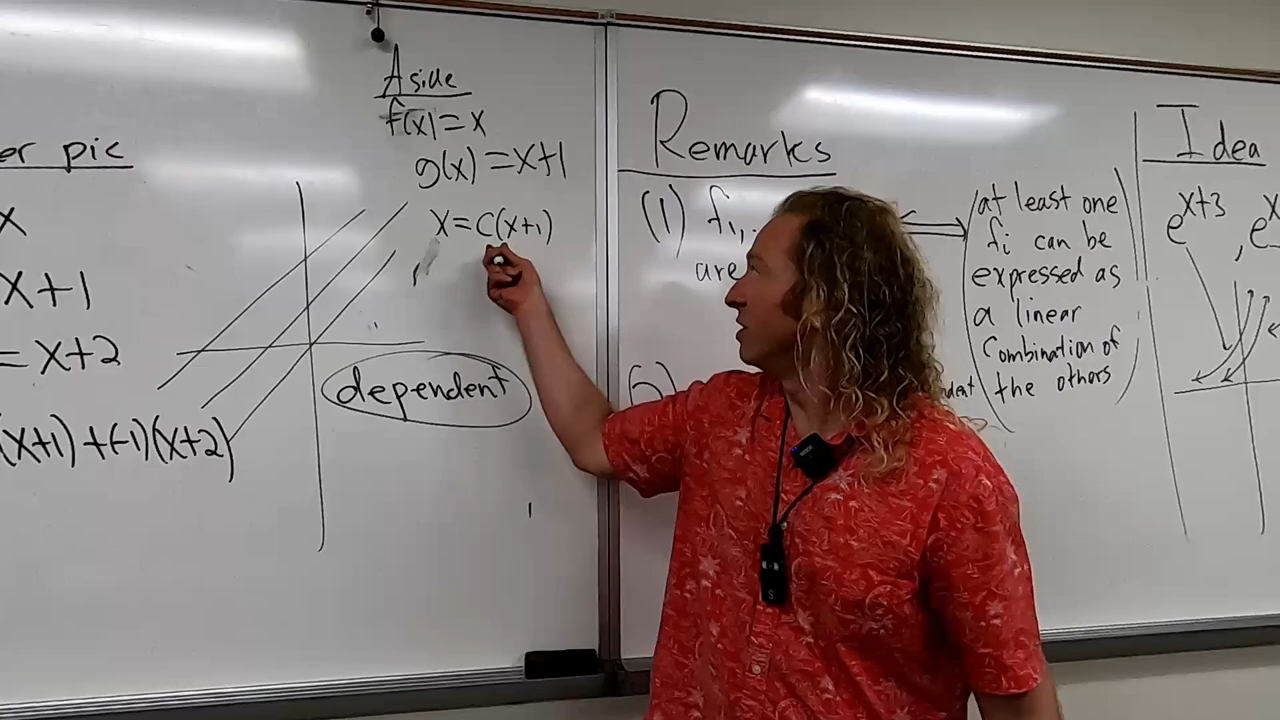 er pic
x
x+1
= x+2
(x+1) + (-1)(x+2)
Aside
f(x) = x
g(x) = x+1
x = c(x+1)
dependent
Remarks
(1) f₁, .
are
at least one
fi can be
expressed as
a linear
combination of
the others
Idea
e^{x+3}, e^{x